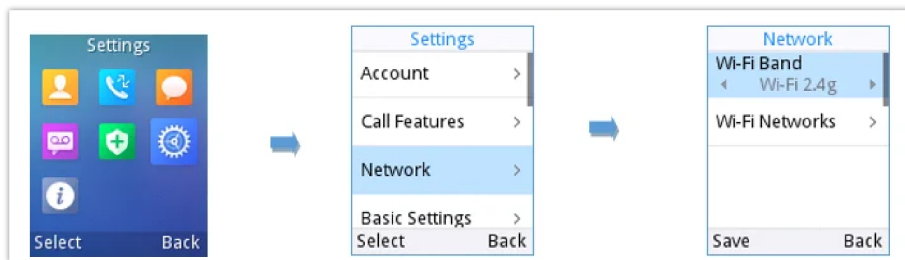 Settings
Select Back
Settings
Account
Call Features
Network
Basic Settings
Select Back
Network
Wi-Fi Band
Wi-Fi 2.4g
Wi-Fi Networks
Save Back